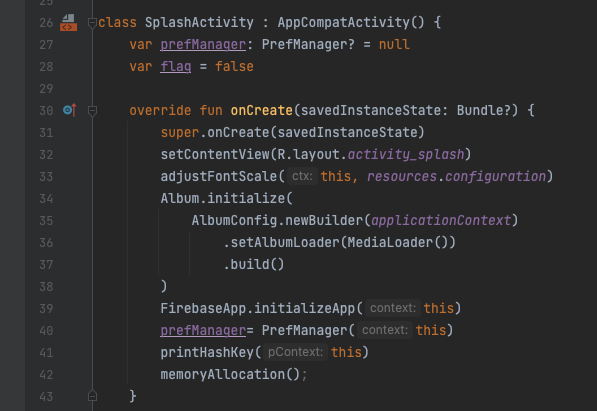 25
26 class SplashActivity : AppCompatActivity() {
27 var prefManager: PrefManager? = null
28 var flag = false
29
30 override fun onCreate(savedInstanceState: Bundle?) {
31 super.onCreate(savedInstanceState)
32 setContentView(R.layout.activity_splash)
33 adjustFontScale( ctx: this, resources.configuration)
34 Album.initialize(
35 AlbumConfig.newBuilder(applicationContext)
36 .setAlbumLoader(MediaLoader())
37 .build()
38 )
39 FirebaseApp.initializeApp( context: this)
40 prefManager= PrefManager( context: this)
41 printHashKey( pContext: this)
42 memoryAllocation();
43 }